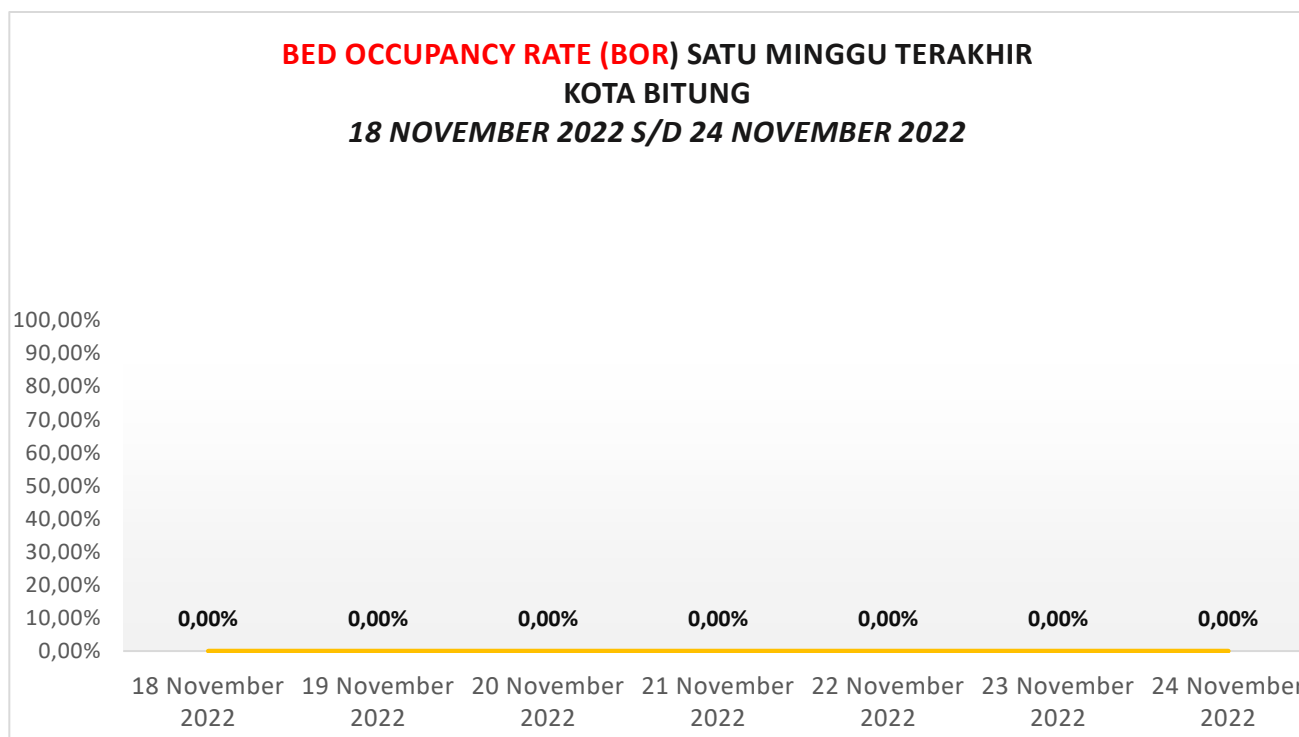 BED OCCUPANCY RATE (BOR) SATU MINGGU TERAKHIR
KOTA BITUNG
18 NOVEMBER 2022 S/D 24 NOVEMBER 2022
100,00%
90,00%
80,00%
70,00%
60,00%
50,00%
40,00%
30,00%
20,00%
10,00%
0,00%
0,00% 0,00% 0,00% 0,00% 0,00% 0,00% 0,00%
18 November 19 November 20 November 21 November 22 November 23 November 24 November
2022 2022 2022 2022 2022 2022 2022